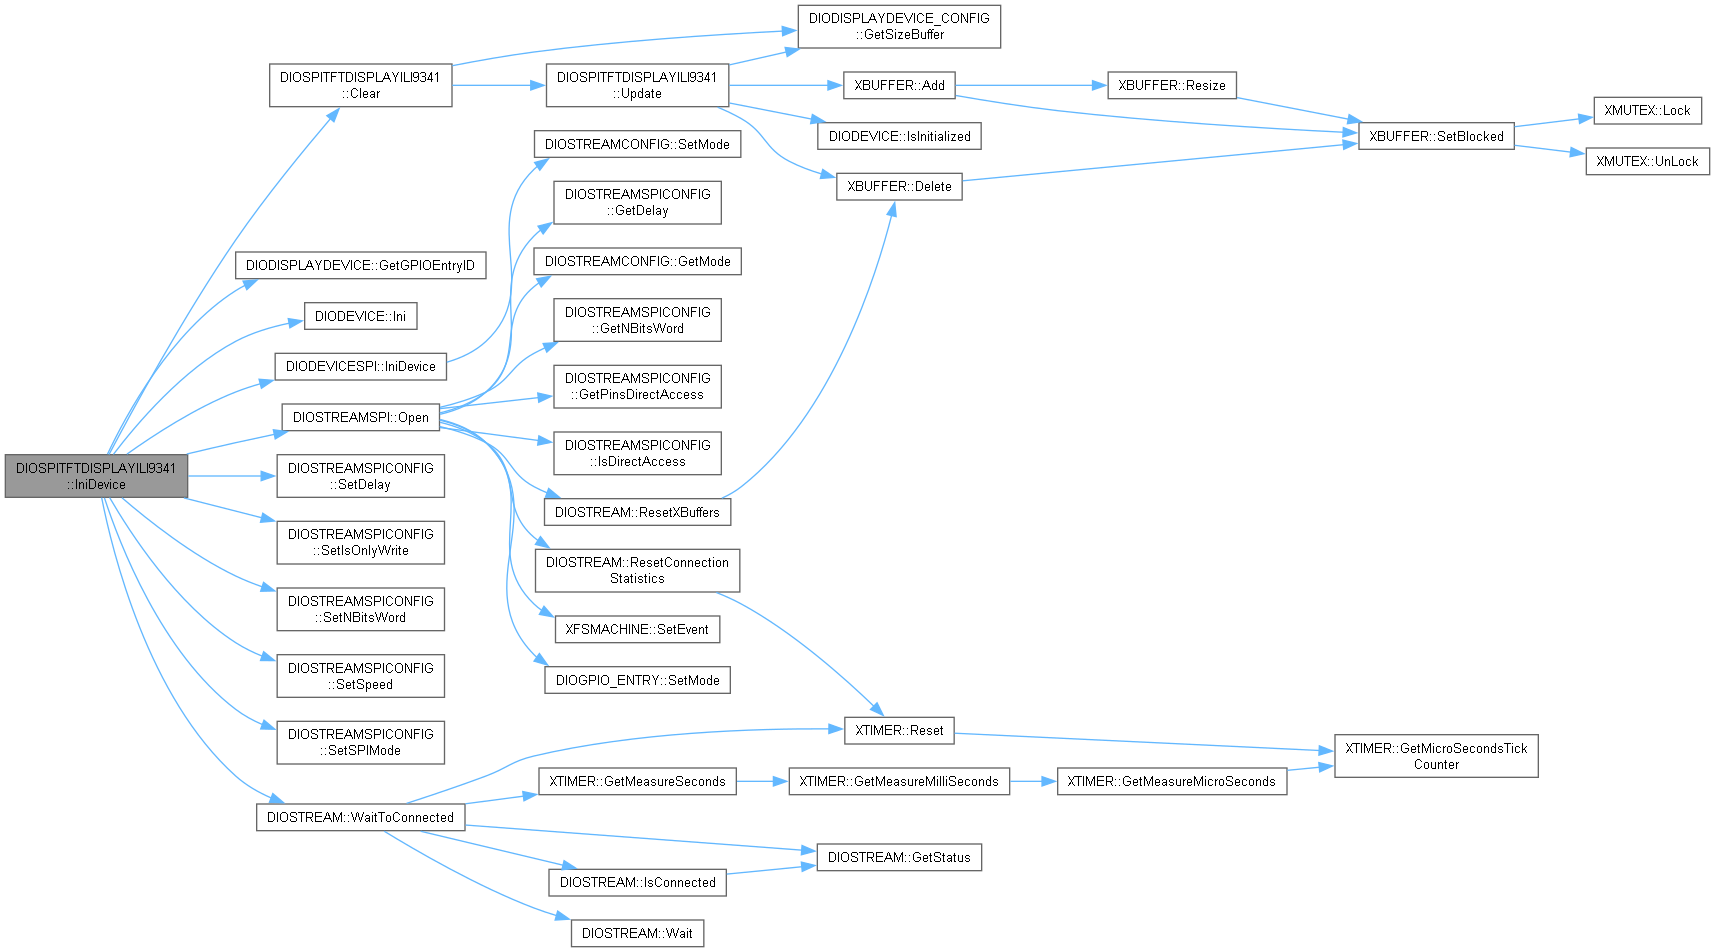 DIOSPITFTDISPLAYILI9341
::IniDevice
DIOSPITFTDISPLAYILI9341
::Clear
DIODISPLAYDEVICE::GetGPIOEntryID
DIODEVICE::Ini
DIODEVICESPI::IniDevice
DIOSTREAMSPI::Open
DIOSTREAMSPICONFIG
::SetDelay
DIOSTREAMSPICONFIG
::SetIsOnlyWrite
DIOSTREAMSPICONFIG
::SetNBitsWord
DIOSTREAMSPICONFIG
::SetSpeed
DIOSTREAMSPICONFIG
::SetSPIMode
DIOSTREAM::WaitToConnected
DIOSPITFTDISPLAYILI9341
::Update
DIOSTREAMCONFIG::SetMode
DIOSTREAMSPICONFIG
::GetDelay
DIOSTREAMCONFIG::GetMode
DIOSTREAMSPICONFIG
::GetNBitsWord
DIOSTREAMSPICONFIG
::GetPinsDirectAccess
DIOSTREAMSPICONFIG
::IsDirectAccess
DIOSTREAM::ResetXBuffers
DIOSTREAM::ResetConnection
Statistics
XFSMACHINE::SetEvent
DIOGPIO_ENTRY::SetMode
XTIMER::GetMeasureSeconds
DIOSTREAM::IsConnected
DIOSTREAM::Wait
DIODISPLAYDEVICE_CONFIG
::GetSizeBuffer
XBUFFER::Add
DIODEVICE::IsInitialized
XBUFFER::Delete
XTIMER::Reset
XTIMER::GetMeasureMilliSeconds
DIOSTREAM::GetStatus
XBUFFER::Resize
XTIMER::GetMeasureMicroSeconds
XBUFFER::SetBlocked
XTIMER::GetMicroSecondsTick
Counter
XMUTEX::Lock
XMUTEX::UnLock